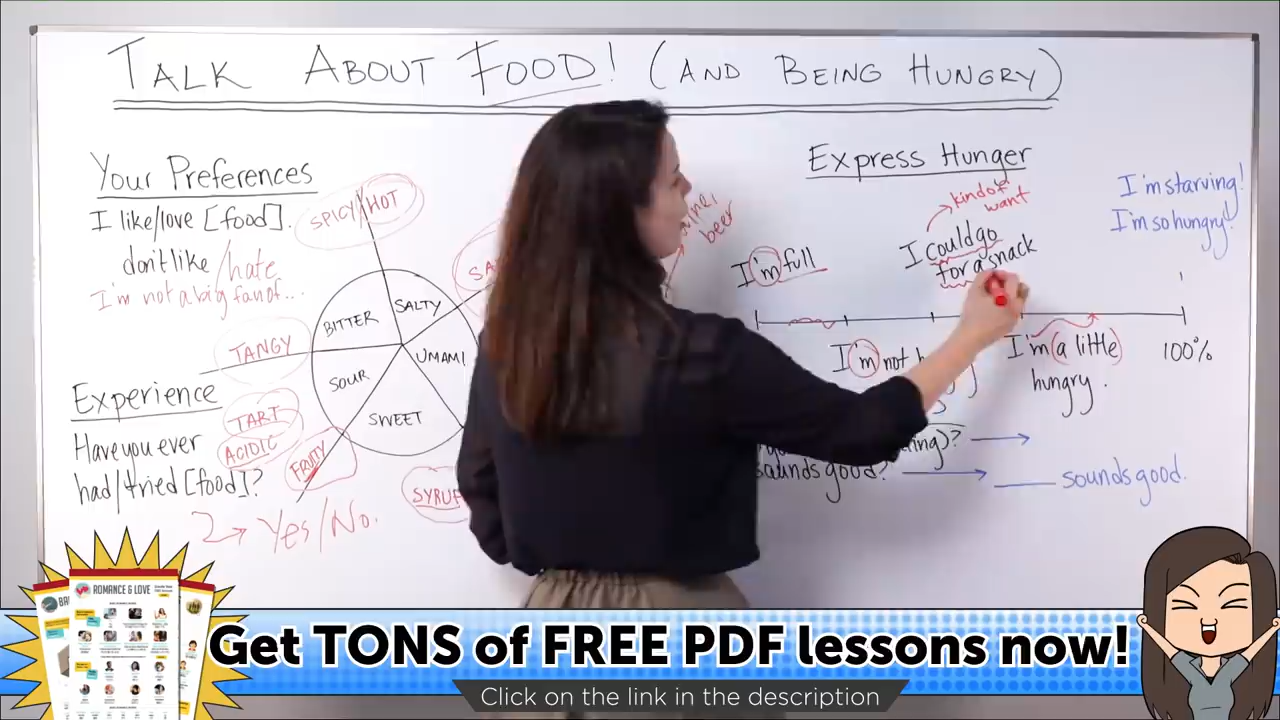 TALK ABOUT FOOD! (AND BEING HUNGRY)
Your Preferences
I like/love [food].
don't like /hate
I'm not a big fan of...
Experience
Have you ever
had/tried [food]?
Yes/No.
SPICY/HOT
TANGY
TART
ACIDIC
FRUITY
BITTER
SALTY
UMAMI
SOUR
SWEET
beer
Express Hunger
kind of
want
I'm full
I could go
for a snack
I'm starving!
I'm so hungry!
I'm not
I'm a little
hungry.
100%
sounds good?
sounds good.
ROMANCE & LOVE
Get TONS of FREE PDF lessons now!
Click on the link in the description